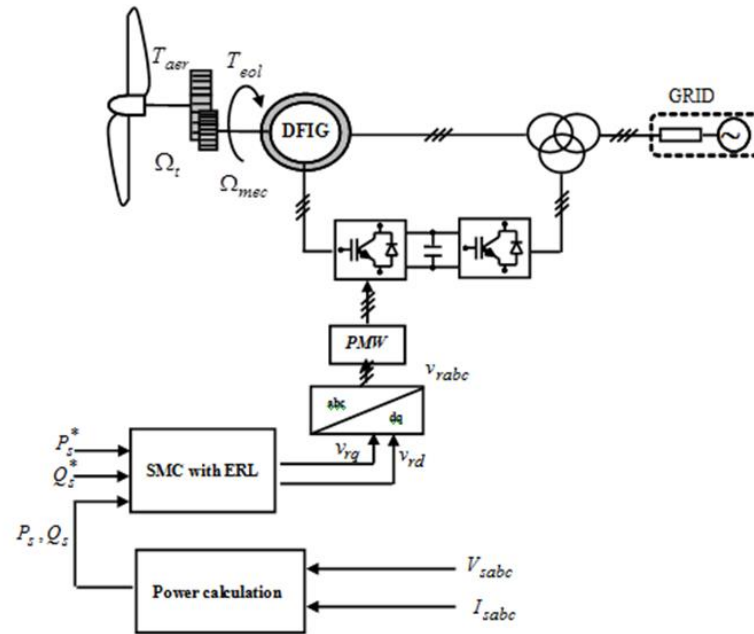 T_aer
T_eol
GRID
DFIG
Ω_t
Ω_mec
PMW
v_rabc
abc
dq
P_s*
Q_s*
SMC with ERL
v_rq
v_rd
P_s, Q_s
Power calculation
V_sabc
I_sabc